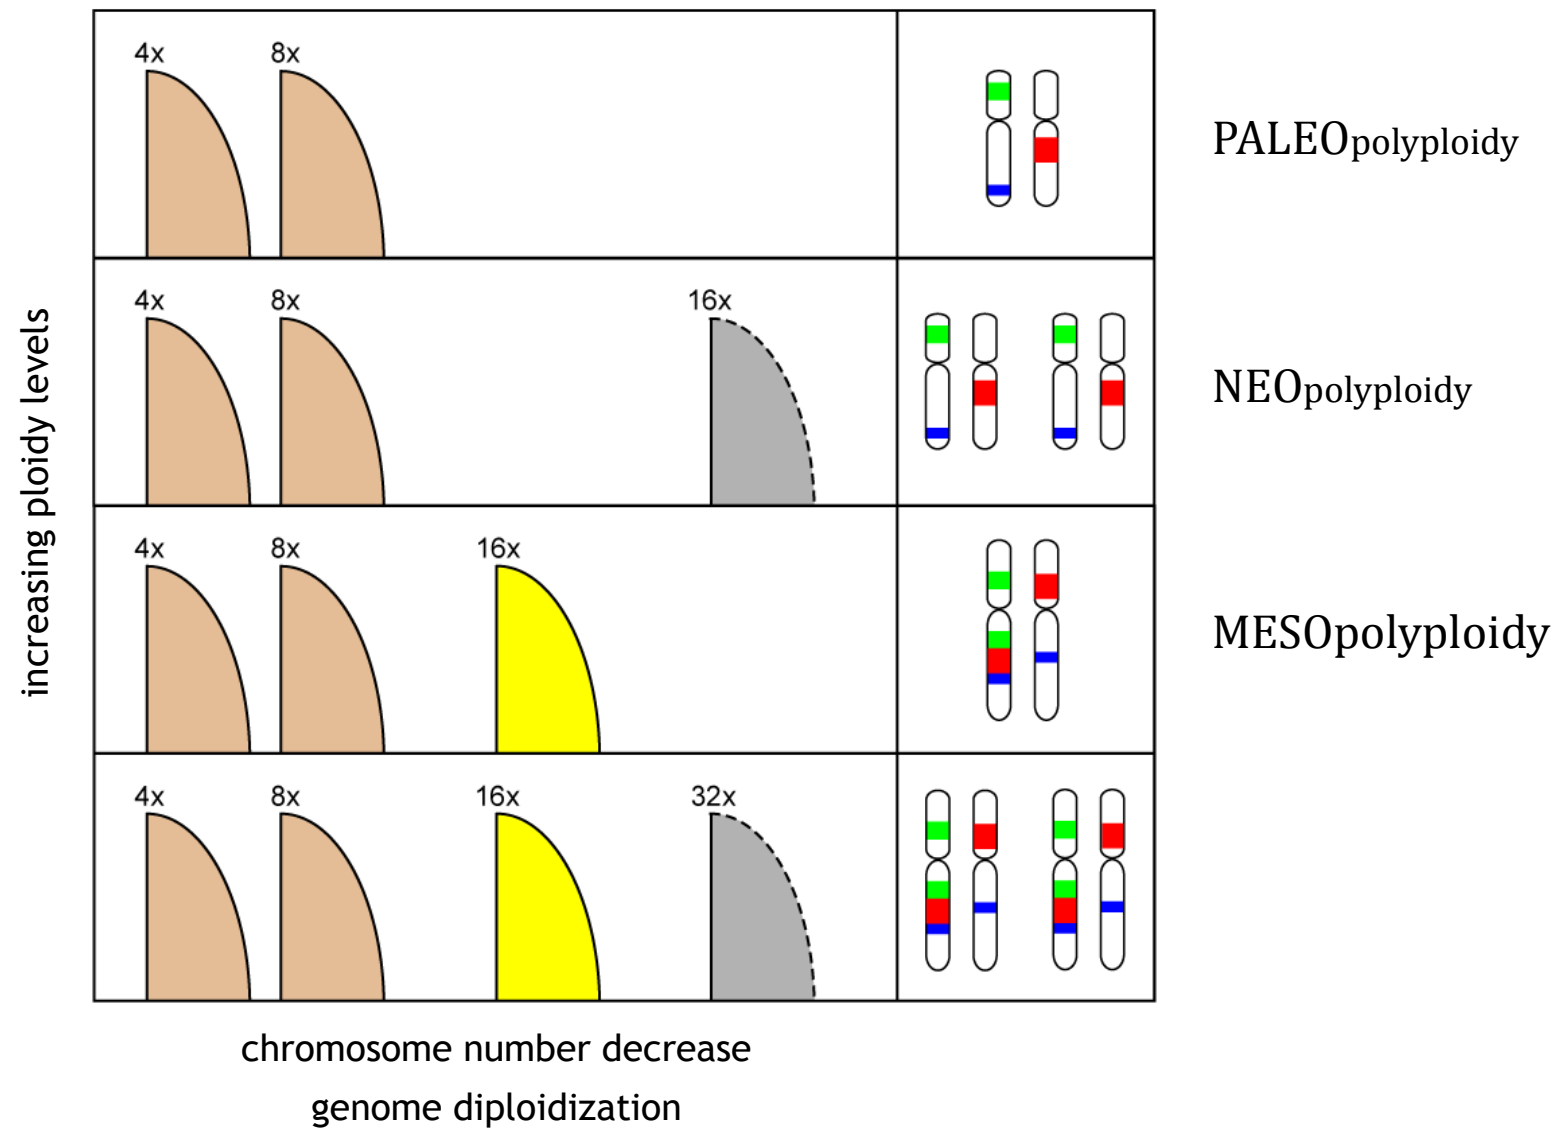 4x 8x
PALEOpolyploidy
4x 8x 16x
NEOpolyploidy
4x 8x 16x
MESOpolyploidy
4x 8x 16x 32x
increasing ploidy levels
chromosome number decrease
genome diploidization